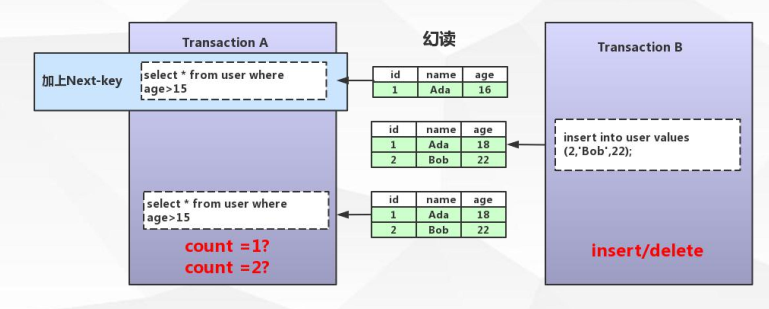 幻读
Transaction A
Transaction B
加上Next-key
select * from user where
age>15
id name age
1 Ada 16
id name age
1 Ada 18
2 Bob 22
insert into user values
(2,'Bob',22);
select * from user where
age>15
id name age
1 Ada 18
2 Bob 22
count =1?
count =2?
insert/delete